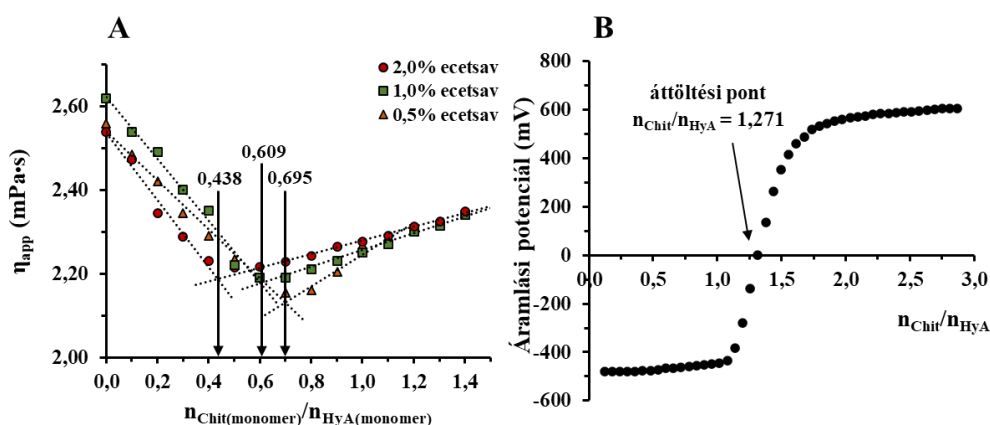 A
ηapp (mPa•s)
2,60
2,40
2,20
2,00
2,0% ecetsav
1,0% ecetsav
0,5% ecetsav
0,609
0,438 0,695
0,0 0,2 0,4 0,6 0,8 1,0 1,2 1,4
nChit(monomer)/nHyA(monomer)
B
Áramlási potenciál (mV)
800
600
400
200
0
-200
-400
-600
áttöltési pont
nChit/nHyA = 1,271
0,0 0,5 1,0 1,5 2,0 2,5 3,0
nChit/nHyA